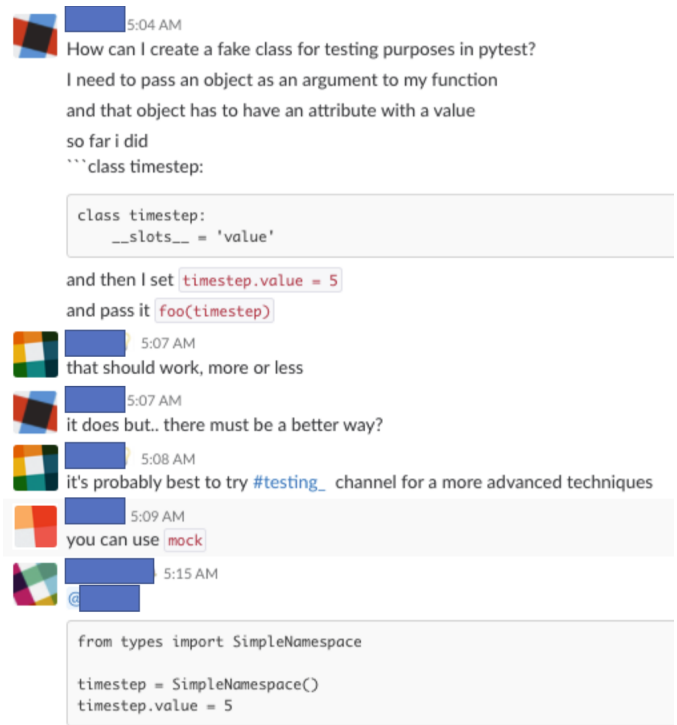 5:04 AM
How can I create a fake class for testing purposes in pytest?
I need to pass an object as an argument to my function
and that object has to have an attribute with a value
so far i did
```class timestep:
class timestep:
    __slots__ = 'value'
and then I set timestep.value = 5
and pass it foo(timestep)
5:07 AM
that should work, more or less
5:07 AM
it does but.. there must be a better way?
5:08 AM
it's probably best to try #testing_ channel for a more advanced techniques
5:09 AM
you can use mock
5:15 AM
@
from types import SimpleNamespace
timestep = SimpleNamespace()
timestep.value = 5